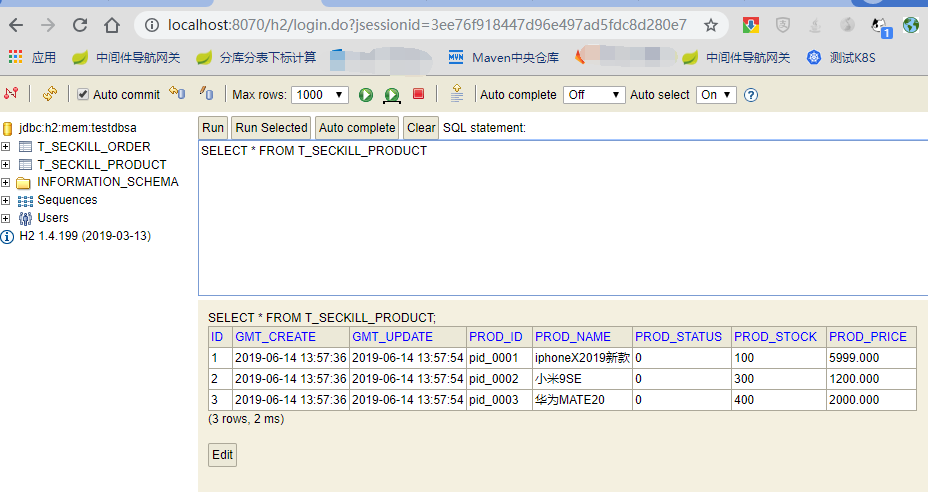 localhost:8070/h2/login.do?jsessionid=3ee76f918447d96e497ad5fdc8d280e7
1
应用 中间件导航网关 分库分表下标计算 Maven中央仓库 中间件导航网关 测试K8S
Auto commit Max rows: 1000 Auto complete Off Auto select On
jdbc:h2:mem:testdbsa
T_SECKILL_ORDER
T_SECKILL_PRODUCT
INFORMATION_SCHEMA
Sequences
Users
H2 1.4.199 (2019-03-13)
Run Run Selected Auto complete Clear SQL statement:
SELECT * FROM T_SECKILL_PRODUCT
SELECT * FROM T_SECKILL_PRODUCT;
ID GMT_CREATE GMT_UPDATE PROD_ID PROD_NAME PROD_STATUS PROD_STOCK PROD_PRICE
1 2019-06-14 13:57:36 2019-06-14 13:57:54 pid_0001 iphoneX2019新款 0 100 5999.000
2 2019-06-14 13:57:36 2019-06-14 13:57:54 pid_0002 小米9SE 0 300 1200.000
3 2019-06-14 13:57:36 2019-06-14 13:57:54 pid_0003 华为MATE20 0 400 2000.000
(3 rows, 2 ms)
Edit